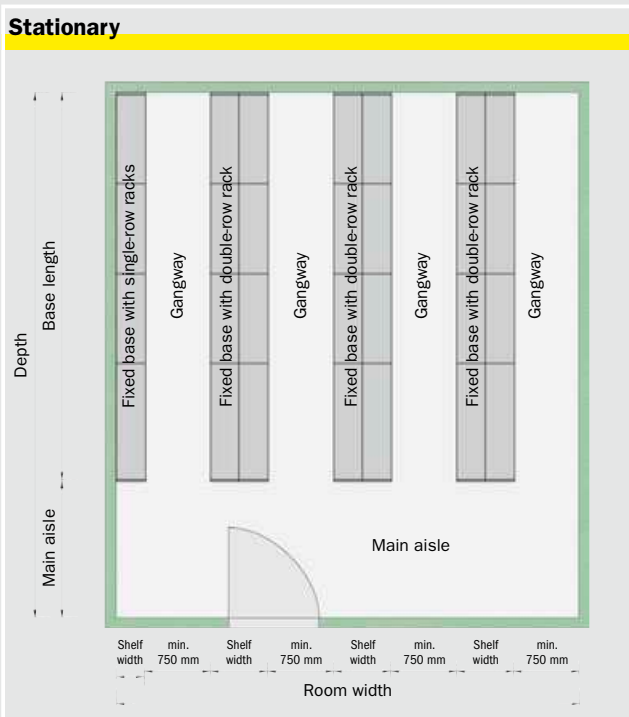 Stationary
Depth
Base length
Main aisle
Fixed base with single-row racks
Gangway
Fixed base with double-row rack
Gangway
Fixed base with double-row rack
Gangway
Fixed base with double-row rack
Gangway
Main aisle
Shelf
width
min.
750 mm
Shelf
width
min.
750 mm
Shelf
width
min.
750 mm
Shelf
width
min.
750 mm
Room width